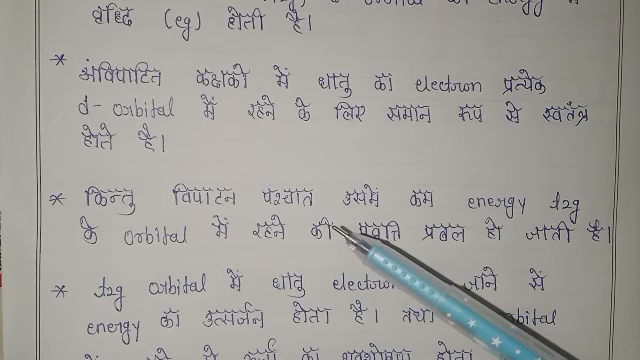 वृद्धि (eg) होती है।
* अविपाटित कक्षको में धातु का electron प्रत्येक
d- orbital में रहने के लिए समान रूप से स्वतंत्र
होते है।
* किन्तु विपाटन पश्चात उसमें कम energy t2g
के orbital में रहने की प्रवृत्ति प्रबल हो जाती है।
* t2g orbital में धातु electron जाने में
energy का उत्सर्जन होता है। तथा